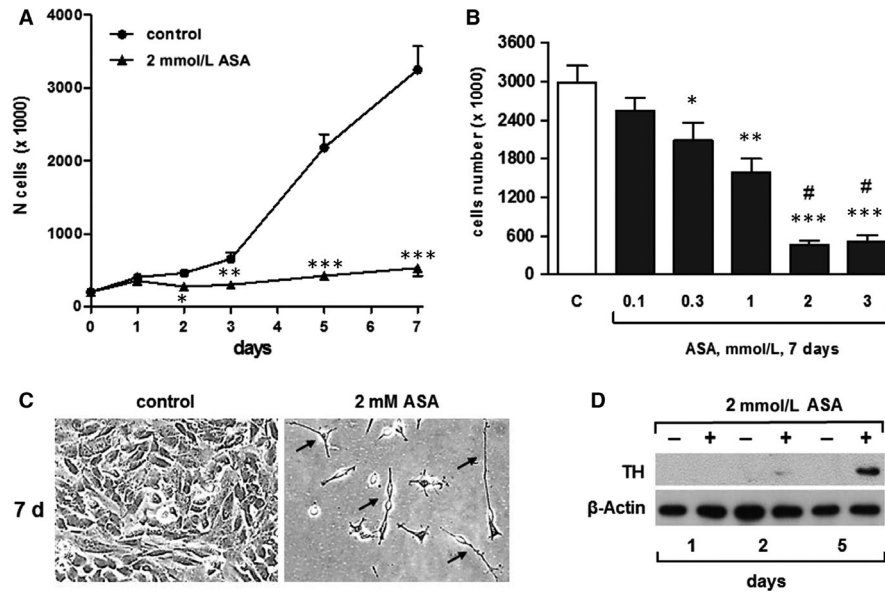 A
control
2 mmol/L ASA
N cells (x 1000)
4000
3000
2000
1000
0
*
**
***
***
0 1 2 3 4 5 6 7
days
B
cells number (x 1000)
3600
3000
2400
1800
1200
600
0
*
**
# #
*** ***
C 0.1 0.3 1 2 3
ASA, mmol/L, 7 days
C
control 2 mM ASA
7 d
D
2 mmol/L ASA
– + – + – +
TH
β-Actin
1 2 5
days